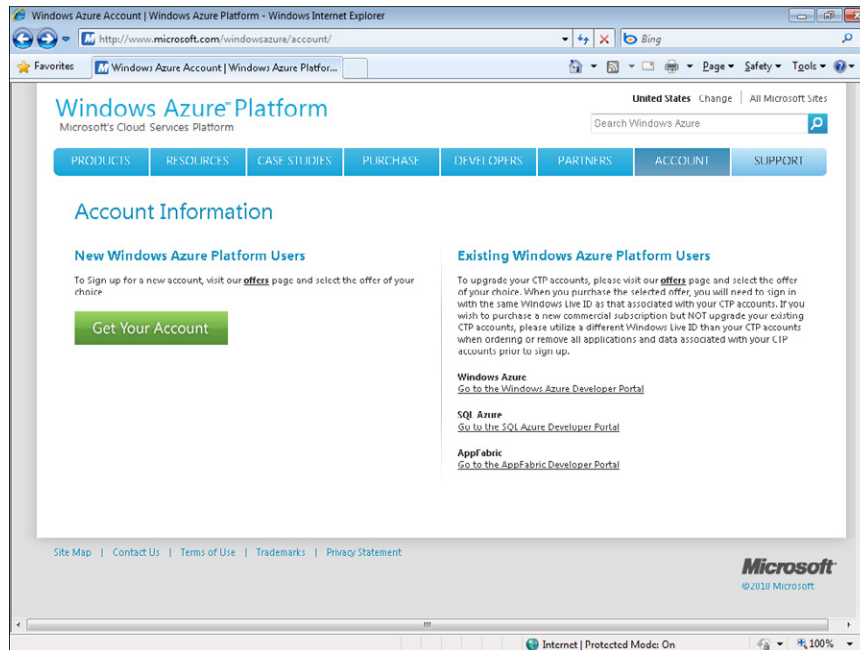 Windows Azure Account | Windows Azure Platform - Windows Internet Explorer
http://www.microsoft.com/windowsazure/account/
Bing
Favorites
Windows Azure Account | Windows Azure Platfor...
Page
Safety
Tools
United States Change | All Microsoft Sites
Windows Azure™ Platform
Microsoft's Cloud Services Platform
Search Windows Azure
PRODUCTS
RESOURCES
CASE STUDIES
PURCHASE
DEVELOPERS
PARTNERS
ACCOUNT
SUPPORT
Account Information
New Windows Azure Platform Users
To Sign up for a new account, visit our offers page and select the offer of your
choice
Get Your Account
Existing Windows Azure Platform Users
To upgrade your CTP accounts, please visit our offers page and select the offer
of your choice. When you purchase the selected offer, you will need to sign in
with the same Windows Live ID as that associated with your CTP accounts. If you
wish to purchase a new commercial subscription but NOT upgrade your existing
CTP accounts, please utilize a different Windows Live ID than your CTP accounts
when ordering or remove all applications and data associated with your CTP
accounts prior to sign up.
Windows Azure
Go to the Windows Azure Developer Portal
SQL Azure
Go to the SQL Azure Developer Portal
AppFabric
Go to the AppFabric Developer Portal
Site Map | Contact Us | Terms of Use | Trademarks | Privacy Statement
Microsoft
©2010 Microsoft
Internet | Protected Mode: On
100%